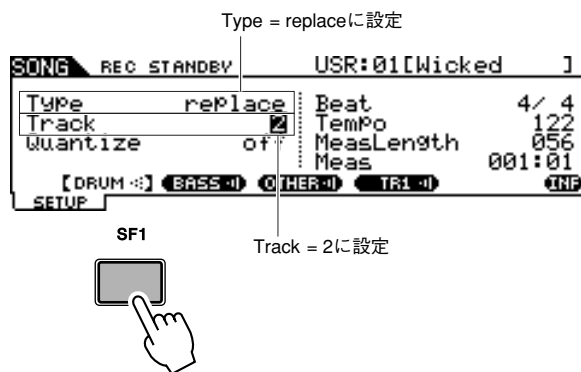 Type = replaceに設定
SONG REC STANDBY USR:01[Wicked ]
Type replace Beat 4/ 4
Track 2 Tempo 122
Quantize off MeasLength 056
Meas 001:01
[DRUM] BASS OTHER TR1 INF
SETUP
SF1
Track = 2に設定